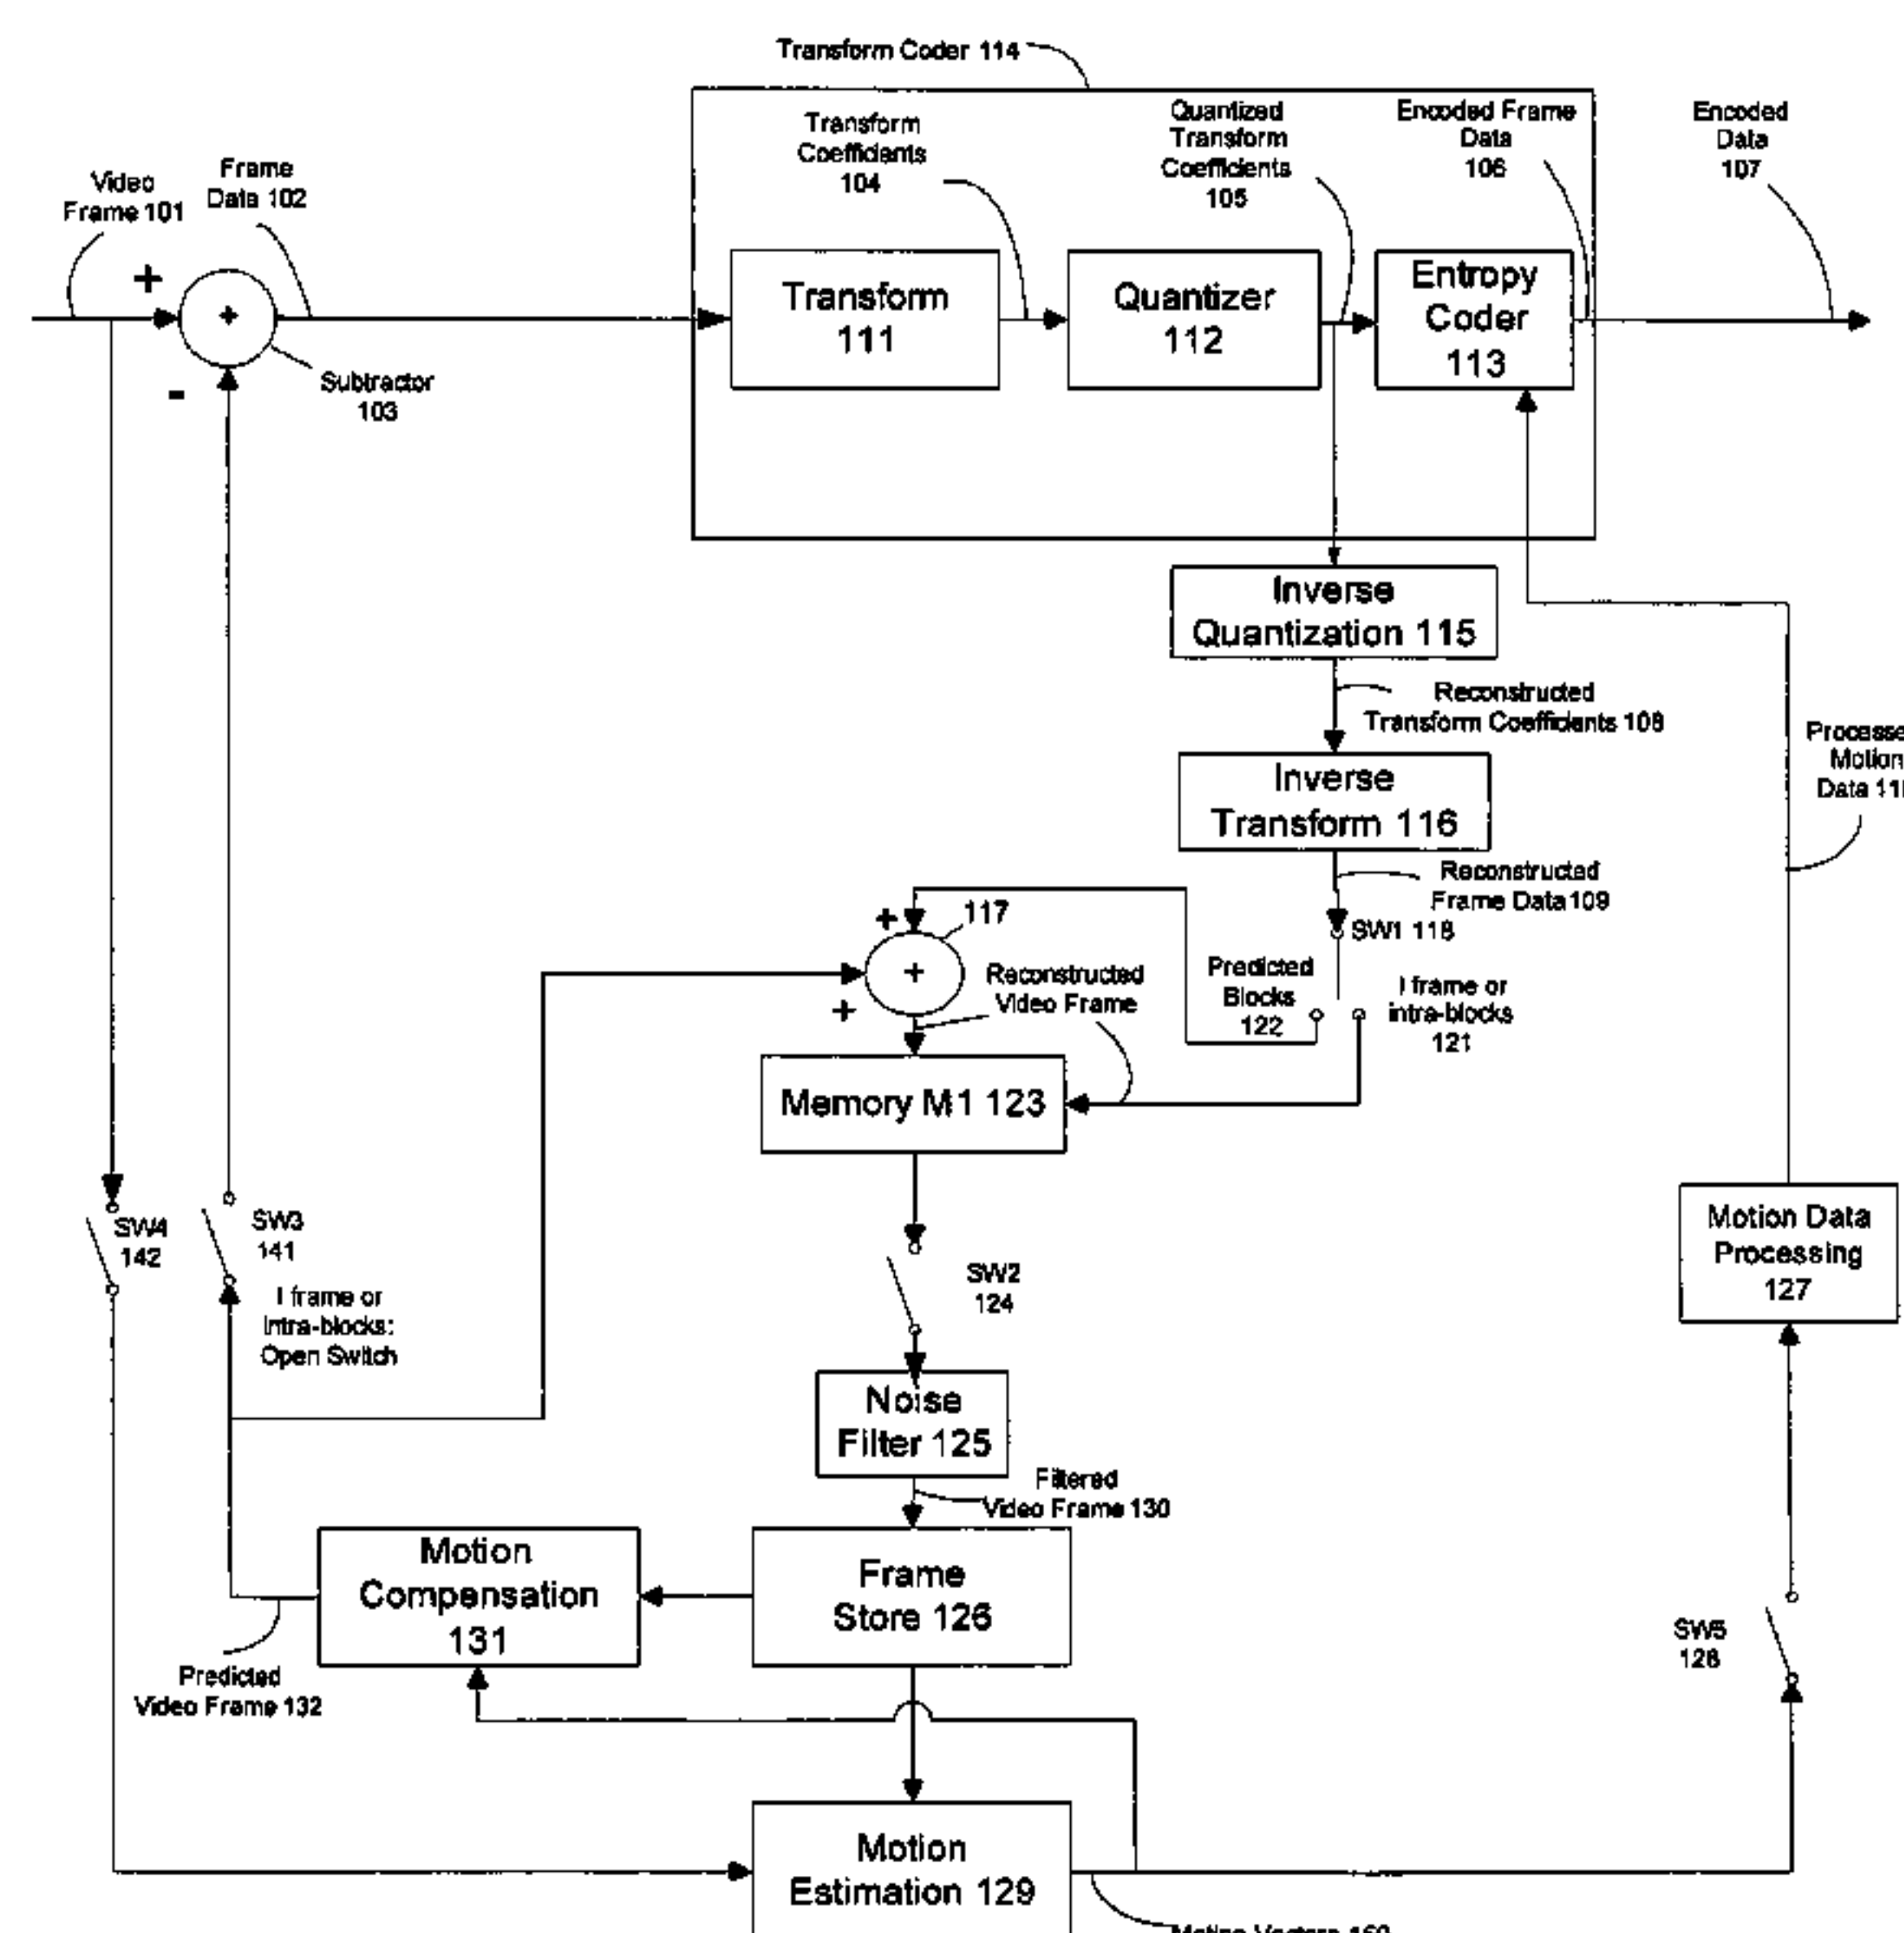 Transform Coder 114
Video
Frame 101
Frame
Data 102
Transform
Coefficients
104
Quantized
Transform
Coefficients
105
Encoded Frame
Data
106
Encoded
Data
107
+
+
-
Subtractor
103
Transform
111
Quantizer
112
Entropy
Coder
113
Inverse
Quantization 115
Reconstructed
Transform Coefficients 108
Inverse
Transform 116
Reconstructed
Frame Data 109
Motion
Data
SW1 118
+
117
+
+
Reconstructed
Video Frame
Predicted
Blocks
122
I frame or
intra-blocks
121
Memory M1 123
SW4
142
SW3
141
I frame or
intra-blocks:
Open Switch
SW2
124
Motion Data
Processing
127
Noise
Filter 125
Filtered
Video Frame 130
Motion
Compensation
131
Frame
Store 126
SW5
128
Predicted
Video Frame 132
Motion
Estimation 129